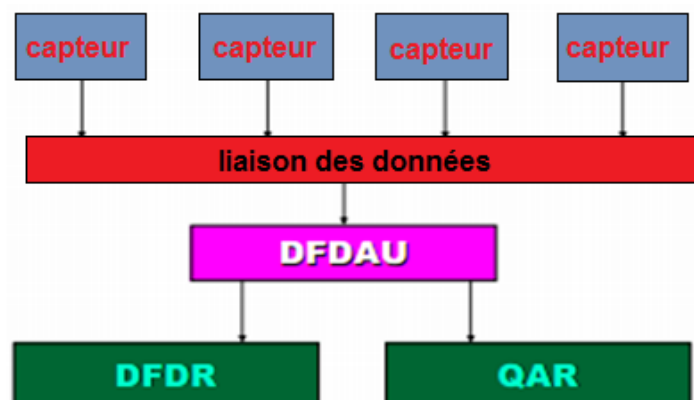 capteur capteur capteur capteur
liaison des données
DFDAU
DFDR QAR